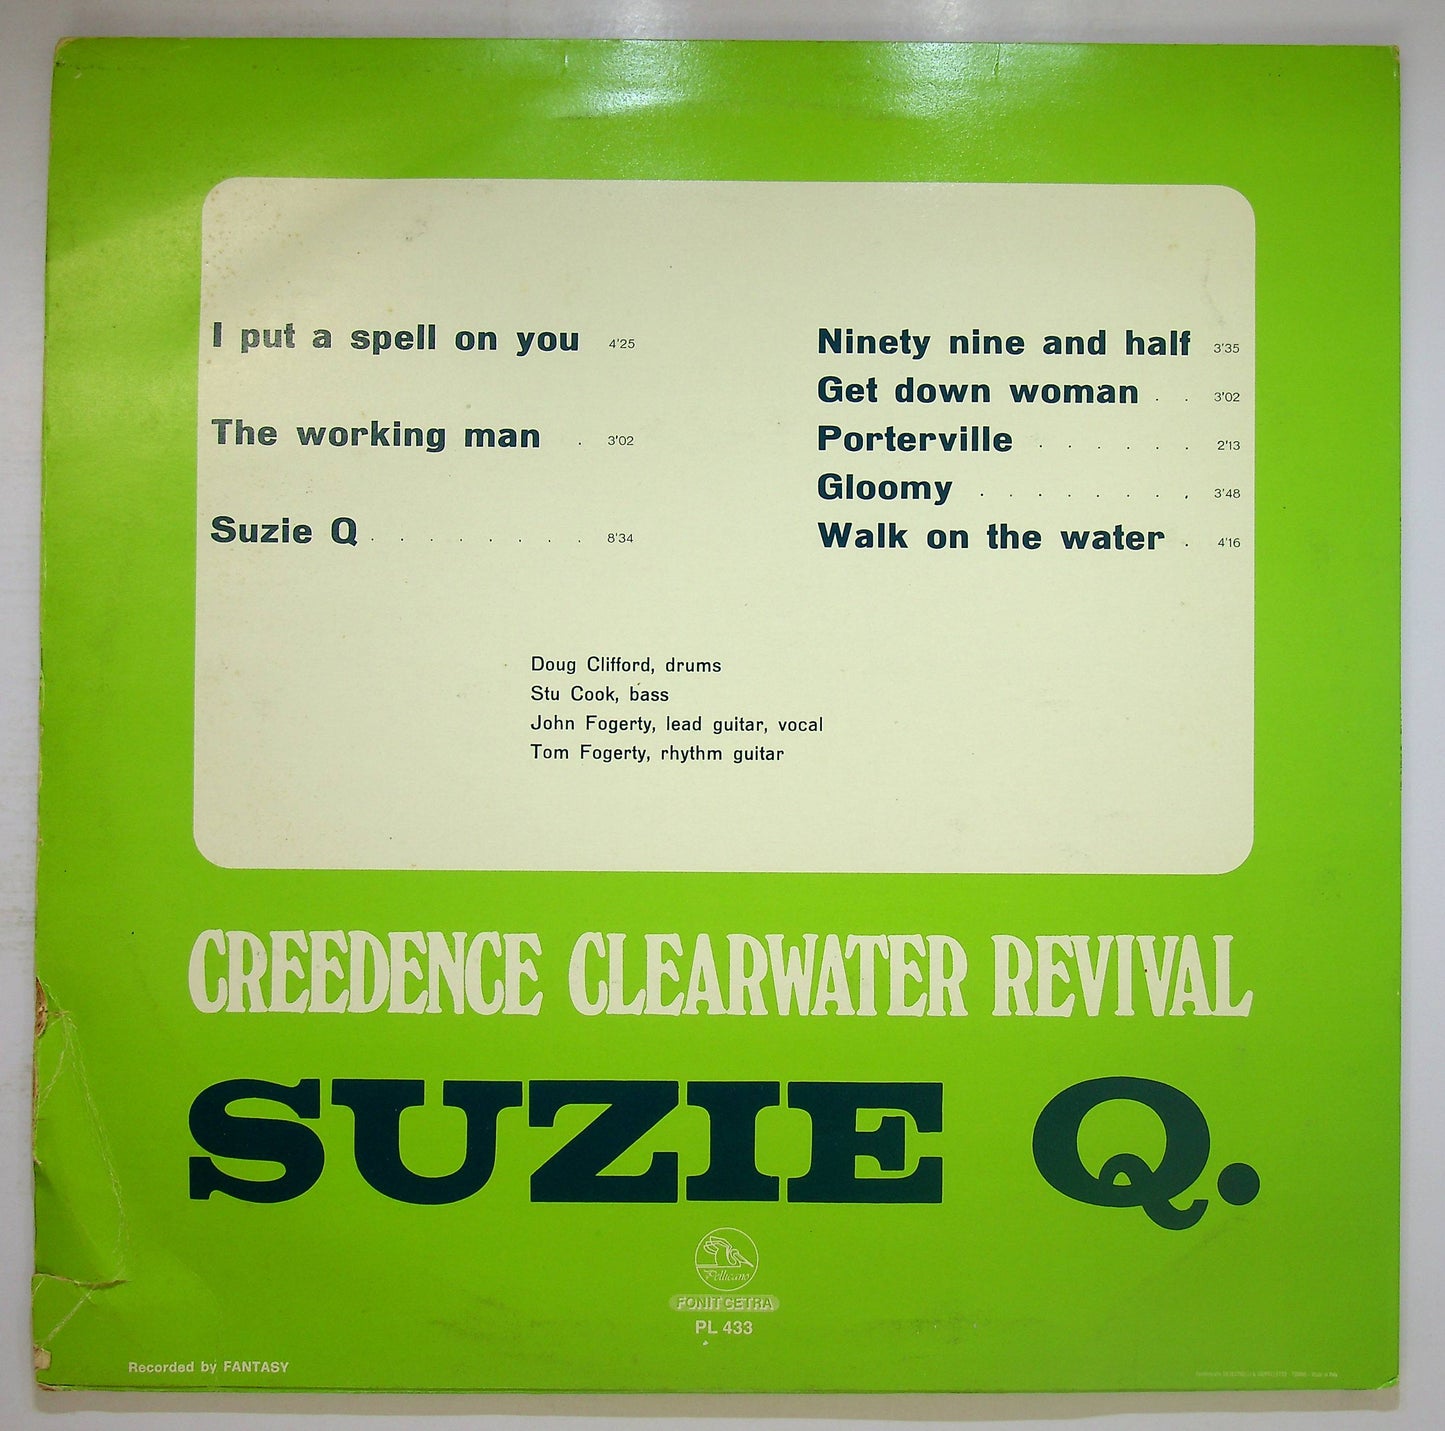 I put a spell on you 4'25
The working man . 3'02
Suzie Q . . . . . . . . 8'34
Ninety nine and half 3'35
Get down woman . . 3'02
Porterville . . . . . . 2'13
Gloomy . . . . . . . . 3'48
Walk on the water . 4'16
Doug Clifford, drums
Stu Cook, bass
John Fogerty, lead guitar, vocal
Tom Fogerty, rhythm guitar
CREEDENCE CLEARWATER REVIVAL
SUZIE Q.
Pellicano
FONIT CETRA
PL 433
Recorded by FANTASY